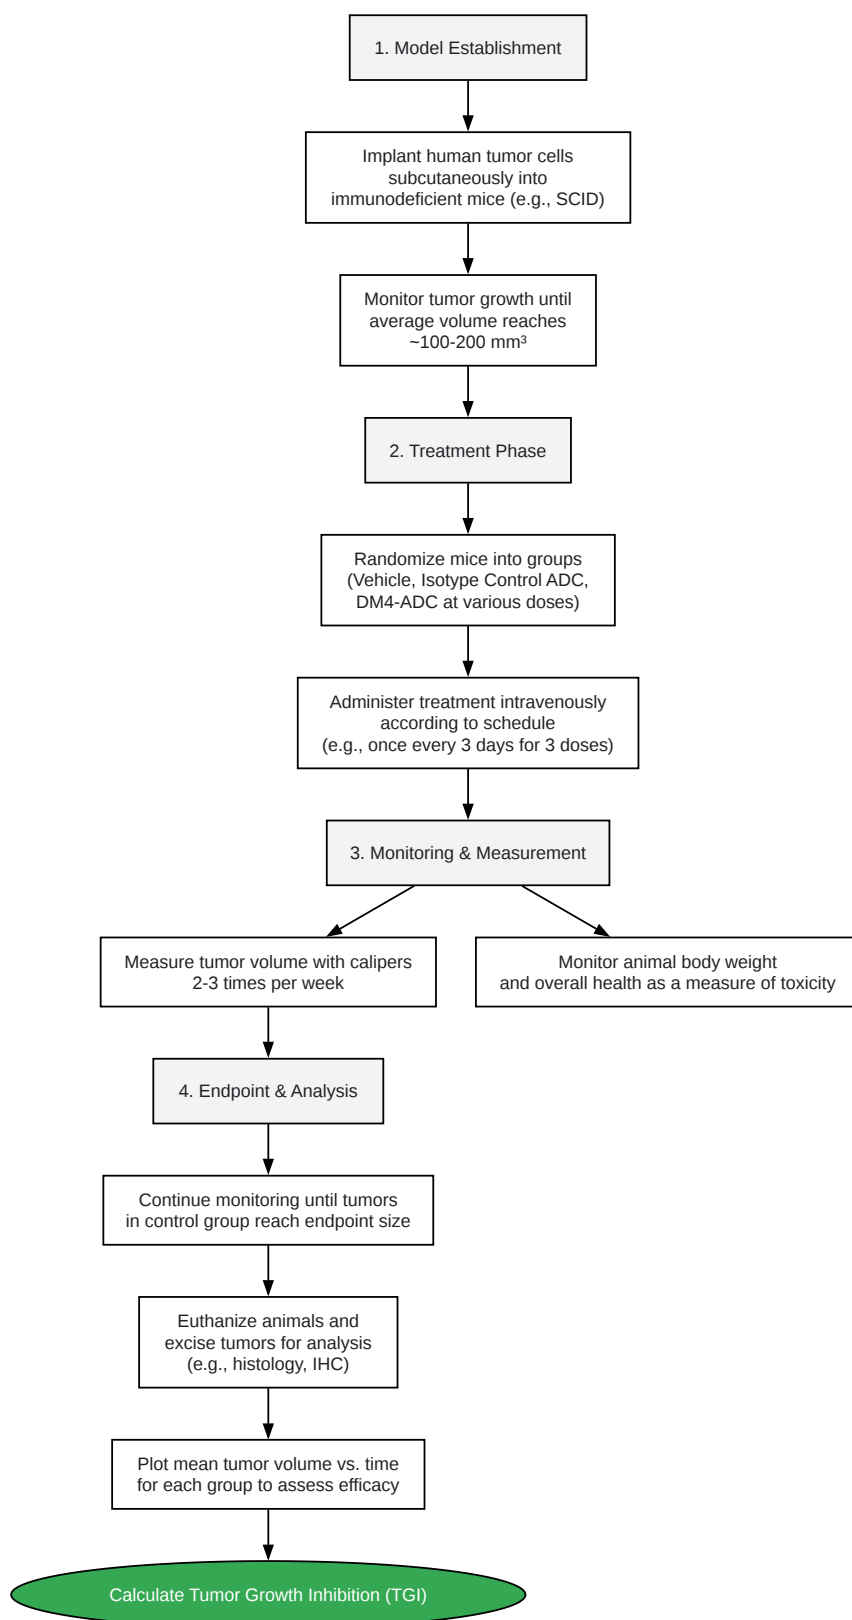 1. Model Establishment
Implant human tumor cells
subcutaneously into
immunodeficient mice (e.g., SCID)
Monitor tumor growth until
average volume reaches
~100-200 mm³
2. Treatment Phase
Randomize mice into groups
(Vehicle, Isotype Control ADC,
DM4-ADC at various doses)
Administer treatment intravenously
according to schedule
(e.g., once every 3 days for 3 doses)
3. Monitoring & Measurement
Measure tumor volume with calipers
2-3 times per week
Monitor animal body weight
and overall health as a measure of toxicity
4. Endpoint & Analysis
Continue monitoring until tumors
in control group reach endpoint size
Euthanize animals and
excise tumors for analysis
(e.g., histology, IHC)
Plot mean tumor volume vs. time
for each group to assess efficacy
Calculate Tumor Growth Inhibition (TGI)